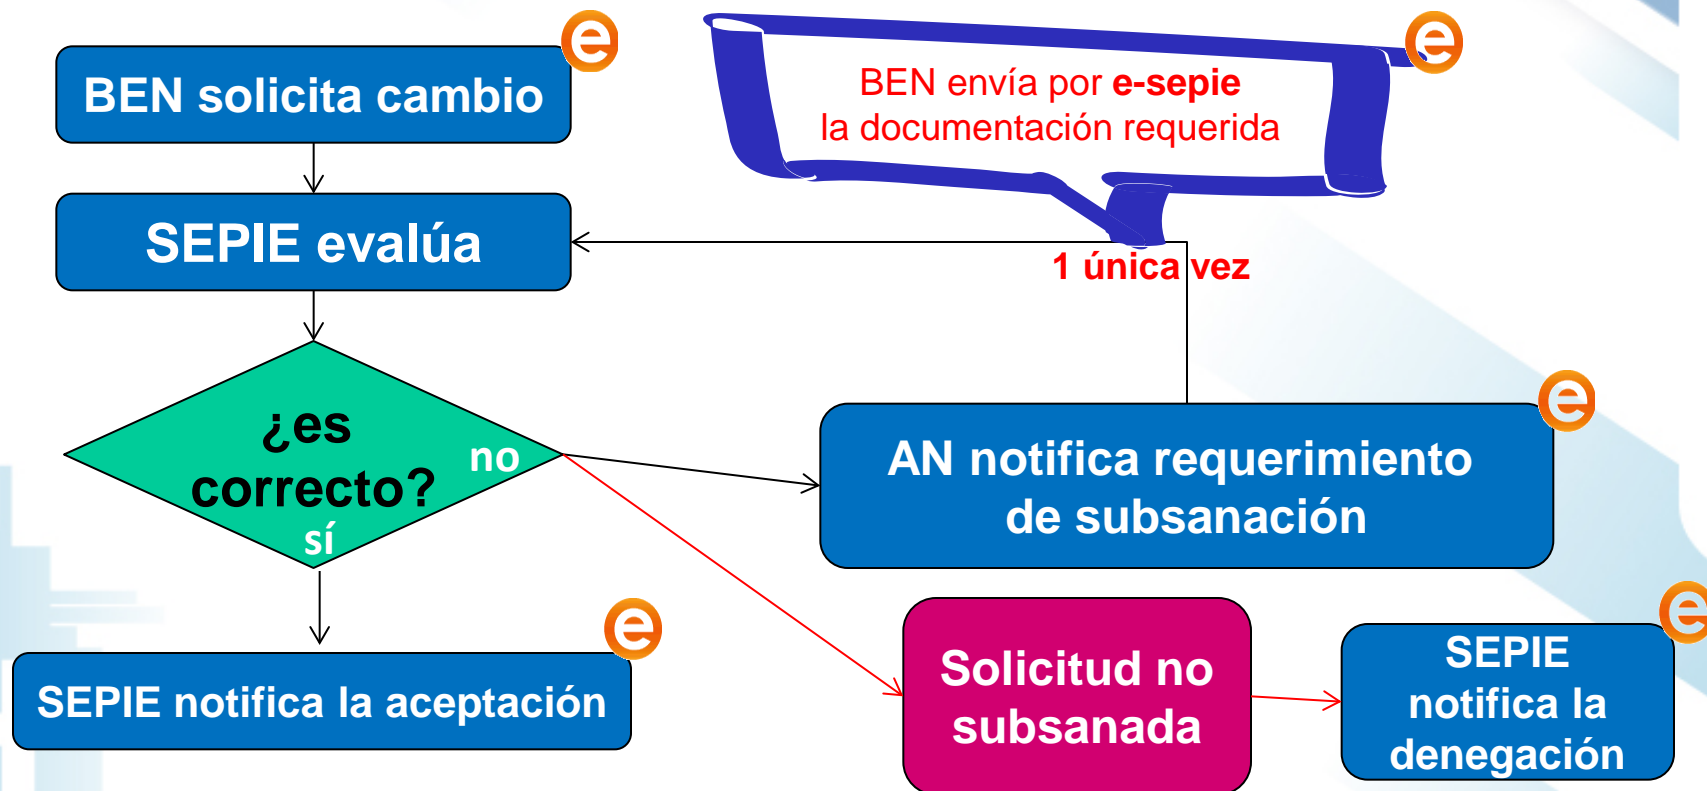 e
BEN solicita cambio
e
BEN envía por e-sepie
la documentación requerida
SEPIE evalúa
1 única vez
¿es
correcto?
no
sí
e
AN notifica requerimiento
de subsanación
e
SEPIE notifica la aceptación
Solicitud no
subsanada
e
SEPIE
notifica la
denegación